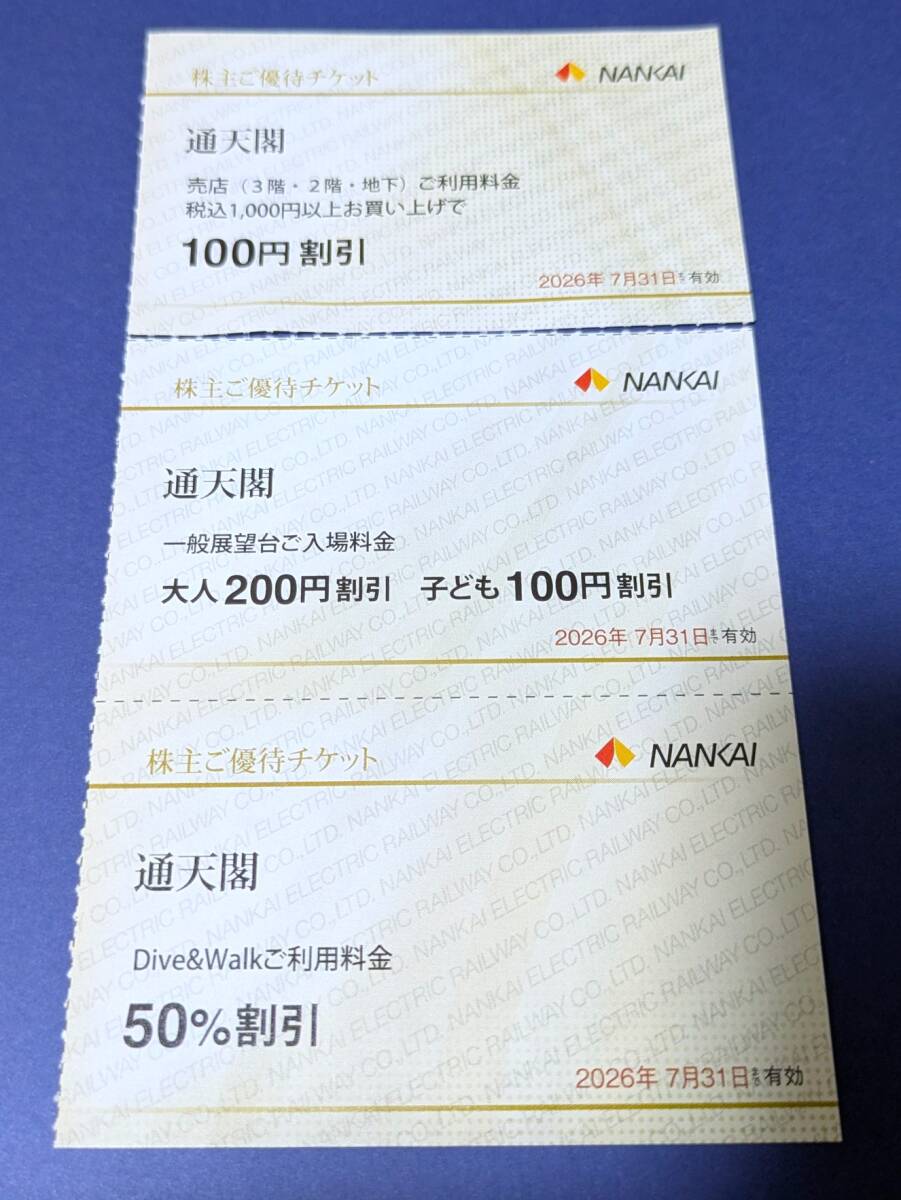 株主ご優待チケット
NANKAI
通天閣
売店（3階・2階・地下）ご利用料金
税込1,000円以上お買い上げで
100円 割引
2026年 7月31日まで有効
株主ご優待チケット
NANKAI
通天閣
一般展望台ご入場料金
大人 200円割引 子ども 100円割引
2026年 7月31日まで有効
株主ご優待チケット
NANKAI
通天閣
Dive&Walkご利用料金
50%割引
2026年 7月31日まで有効
NANKAI ELECTRIC RAILWAY CO.,LTD.